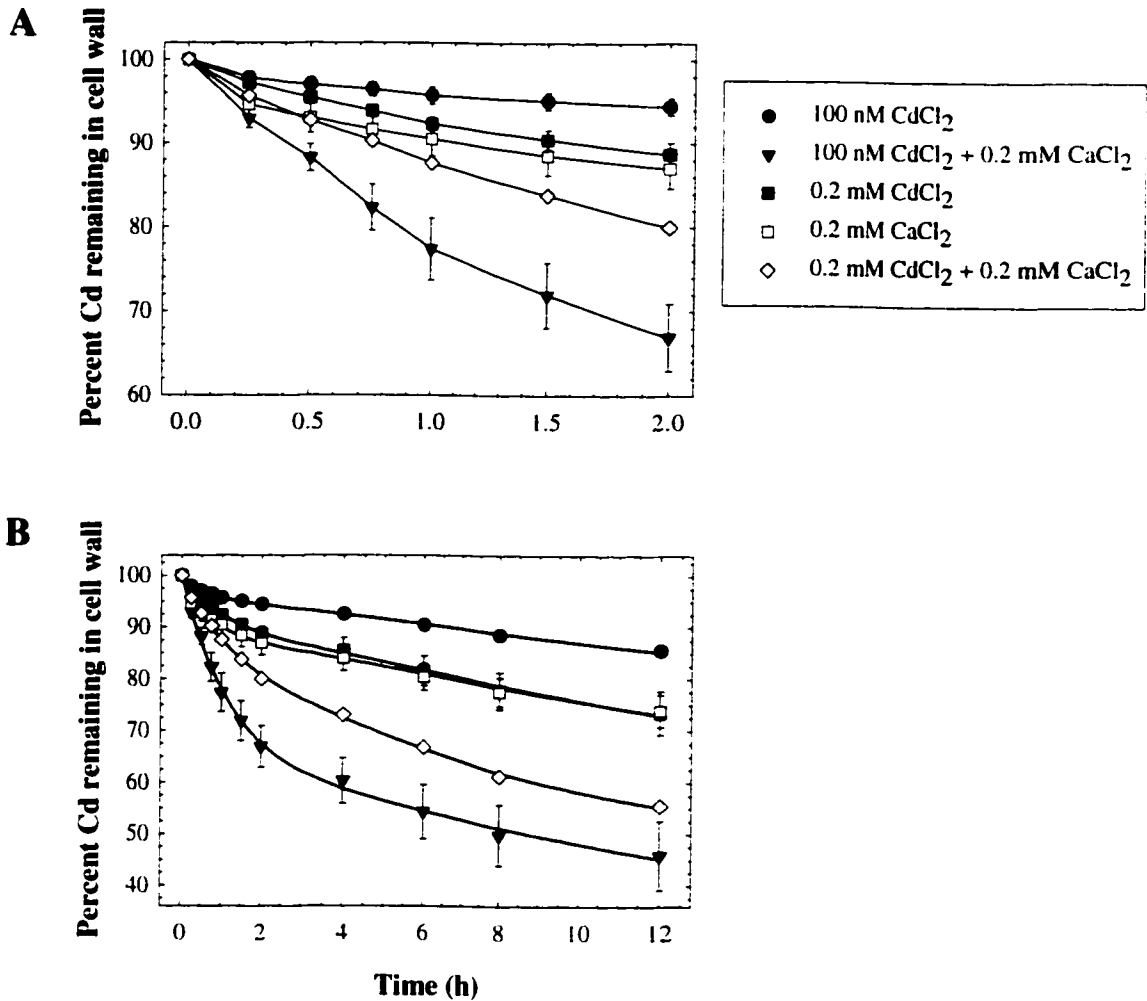 A
Percent Cd remaining in cell wall
100
90
80
70
60
0.0 0.5 1.0 1.5 2.0
100 nM CdCl2
100 nM CdCl2 + 0.2 mM CaCl2
0.2 mM CdCl2
0.2 mM CaCl2
0.2 mM CdCl2 + 0.2 mM CaCl2
B
Percent Cd remaining in cell wall
100
90
80
70
60
50
40
0 2 4 6 8 10 12
Time (h)